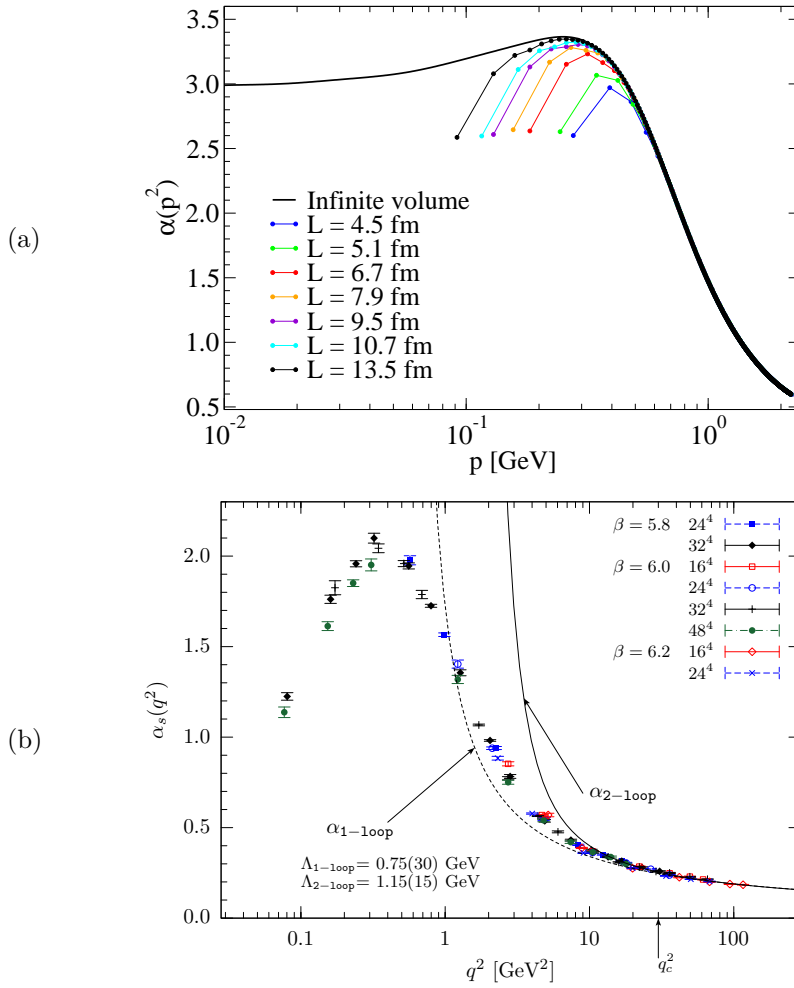 (a)
α(p²)
3.5
3.0
2.5
2.0
1.5
1.0
0.5
Infinite volume
L = 4.5 fm
L = 5.1 fm
L = 6.7 fm
L = 7.9 fm
L = 9.5 fm
L = 10.7 fm
L = 13.5 fm
10⁻² 10⁻¹ 10⁰
p [GeV]
(b)
αₛ(q²)
2.0
1.5
1.0
0.5
0.0
β = 5.8 24⁴
32⁴
β = 6.0 16⁴
24⁴
32⁴
48⁴
β = 6.2 16⁴
24⁴
α₂₋ₗₒₒₚ
α₁₋ₗₒₒₚ
Λ₁₋ₗₒₒₚ= 0.75(30) GeV
Λ₂₋ₗₒₒₚ= 1.15(15) GeV
0.1 1 10 100
q² [GeV²]
q_c²